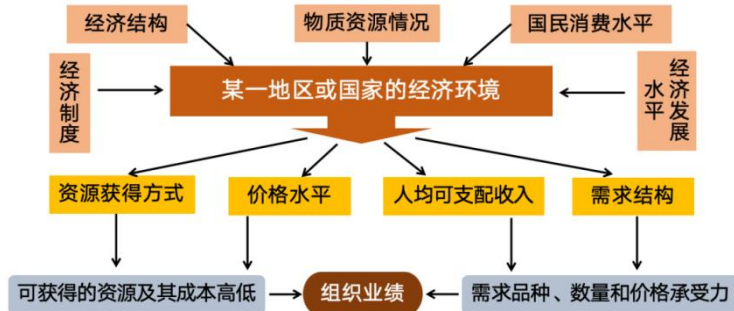 经济结构
物质资源情况
国民消费水平
经济制度
某一地区或国家的经济环境
经济发展水平
资源获得方式
价格水平
人均可支配收入
需求结构
可获得的资源及其成本高低
组织业绩
需求品种、数量和价格承受力